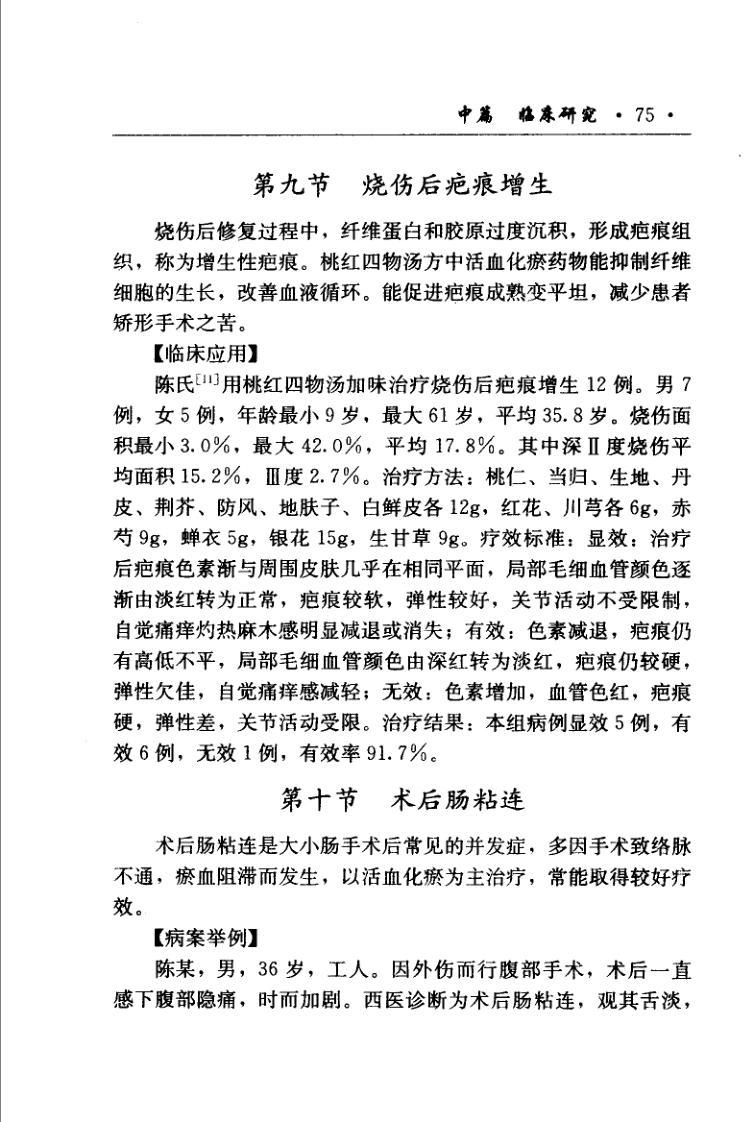 中篇 临床研究 · 75 ·
第九节 烧伤后疤痕增生
烧伤后修复过程中，纤维蛋白和胶原过度沉积，形成疤痕组
织，称为增生性疤痕。桃红四物汤方中活血化瘀药物能抑制纤维
细胞的生长，改善血液循环。能促进疤痕成熟变平坦，减少患者
矫形手术之苦。
【临床应用】
陈氏[11]用桃红四物汤加味治疗烧伤后疤痕增生 12 例。男 7
例，女 5 例，年龄最小 9 岁，最大 61 岁，平均 35.8 岁。烧伤面
积最小 3.0%，最大 42.0%，平均 17.8%。其中深Ⅱ度烧伤平
均面积 15.2%，Ⅲ度 2.7%。治疗方法：桃仁、当归、生地、丹
皮、荆芥、防风、地肤子、白鲜皮各 12g，红花、川芎各 6g，赤
芍 9g，蝉衣 5g，银花 15g，生甘草 9g。疗效标准：显效：治疗
后疤痕色素渐与周围皮肤几乎在相同平面，局部毛细血管颜色逐
渐由淡红转为正常，疤痕较软，弹性较好，关节活动不受限制，
自觉痛痒灼热麻木感明显减退或消失；有效：色素减退，疤痕仍
有高低不平，局部毛细血管颜色由深红转为淡红，疤痕仍较硬，
弹性欠佳，自觉痛痒感减轻；无效：色素增加，血管色红，疤痕
硬，弹性差，关节活动受限。治疗结果：本组病例显效 5 例，有
效 6 例，无效 1 例，有效率 91.7%。
第十节 术后肠粘连
术后肠粘连是大小肠手术后常见的并发症，多因手术致络脉
不通，瘀血阻滞而发生，以活血化瘀为主治疗，常能取得较好疗
效。
【病案举例】
陈某，男，36 岁，工人。因外伤而行腹部手术，术后一直
感下腹部隐痛，时而加剧。西医诊断为术后肠粘连，观其舌淡，